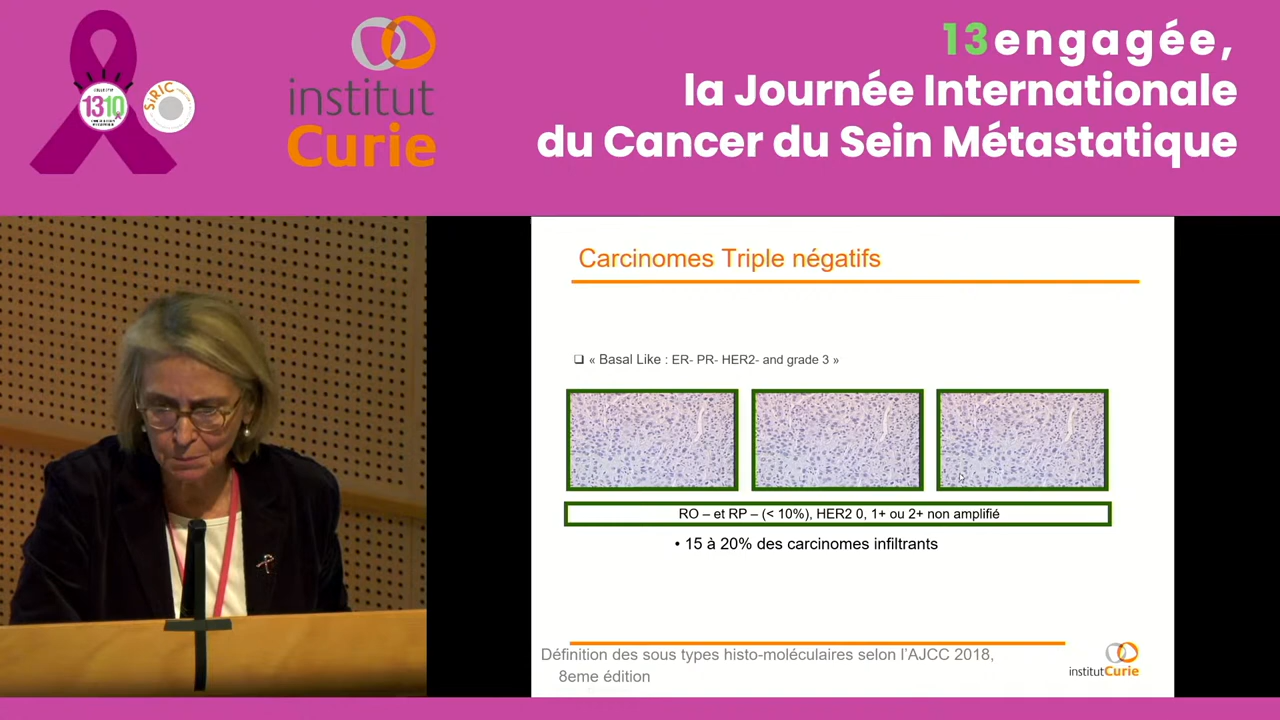 1310
SiRIC
institut
Curie
13engagée,
la Journée Internationale
du Cancer du Sein Métastatique
Carcinomes Triple négatifs
« Basal Like : ER- PR- HER2- and grade 3 »
RO – et RP – (< 10%), HER2 0, 1+ ou 2+ non amplifié
• 15 à 20% des carcinomes infiltrants
Définition des sous types histo-moléculaires selon l'AJCC 2018,
8eme édition
institutCurie